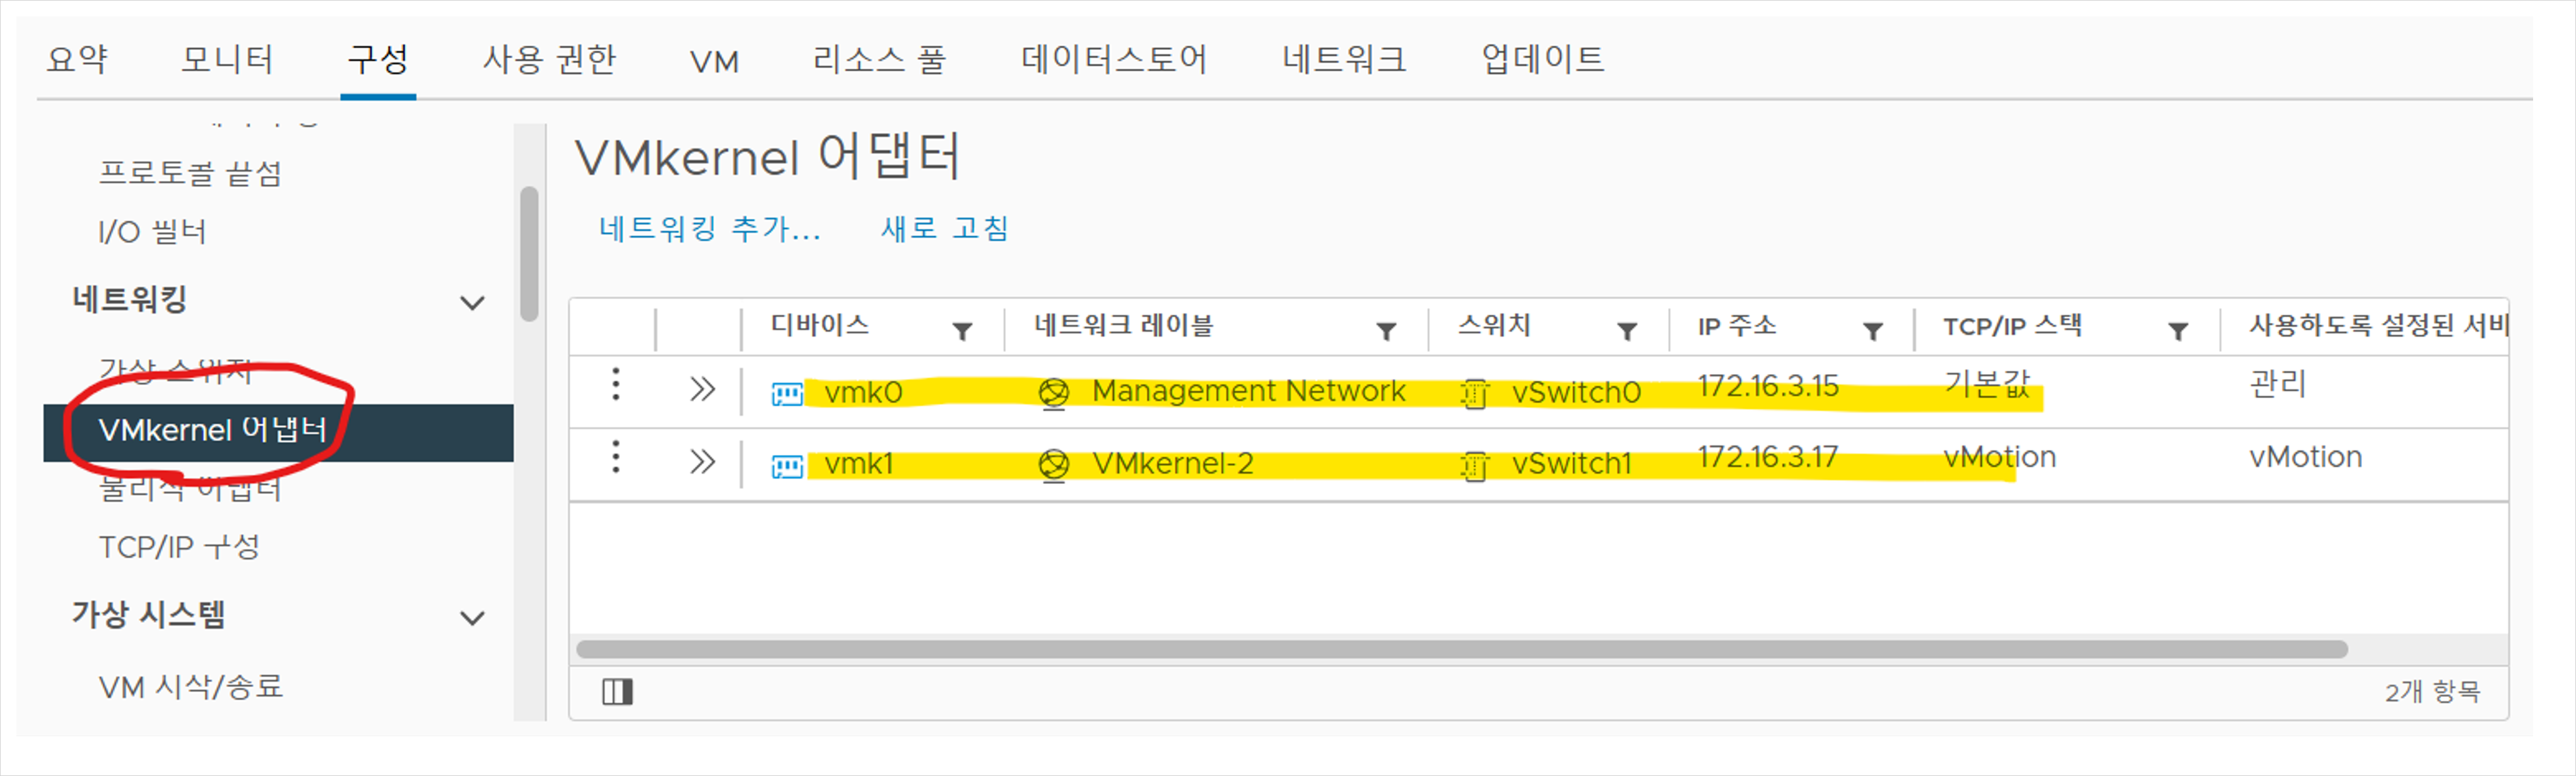 요약 모니터 구성 사용 권한 VM 리소스 풀 데이터스토어 네트워크 업데이트
프로토콜 끝점
I/O 필터
네트워킹
가상 스위치
VMkernel 어댑터
물리적 어댑터
TCP/IP 구성
가상 시스템
VM 시작/종료
VMkernel 어댑터
네트워킹 추가... 새로 고침
디바이스 네트워크 레이블 스위치 IP 주소 TCP/IP 스택 사용하도록 설정된
vmk0 Management Network vSwitch0 172.16.3.15 기본값 관리
vmk1 VMkernel-2 vSwitch1 172.16.3.17 vMotion vMotion
2개 항목